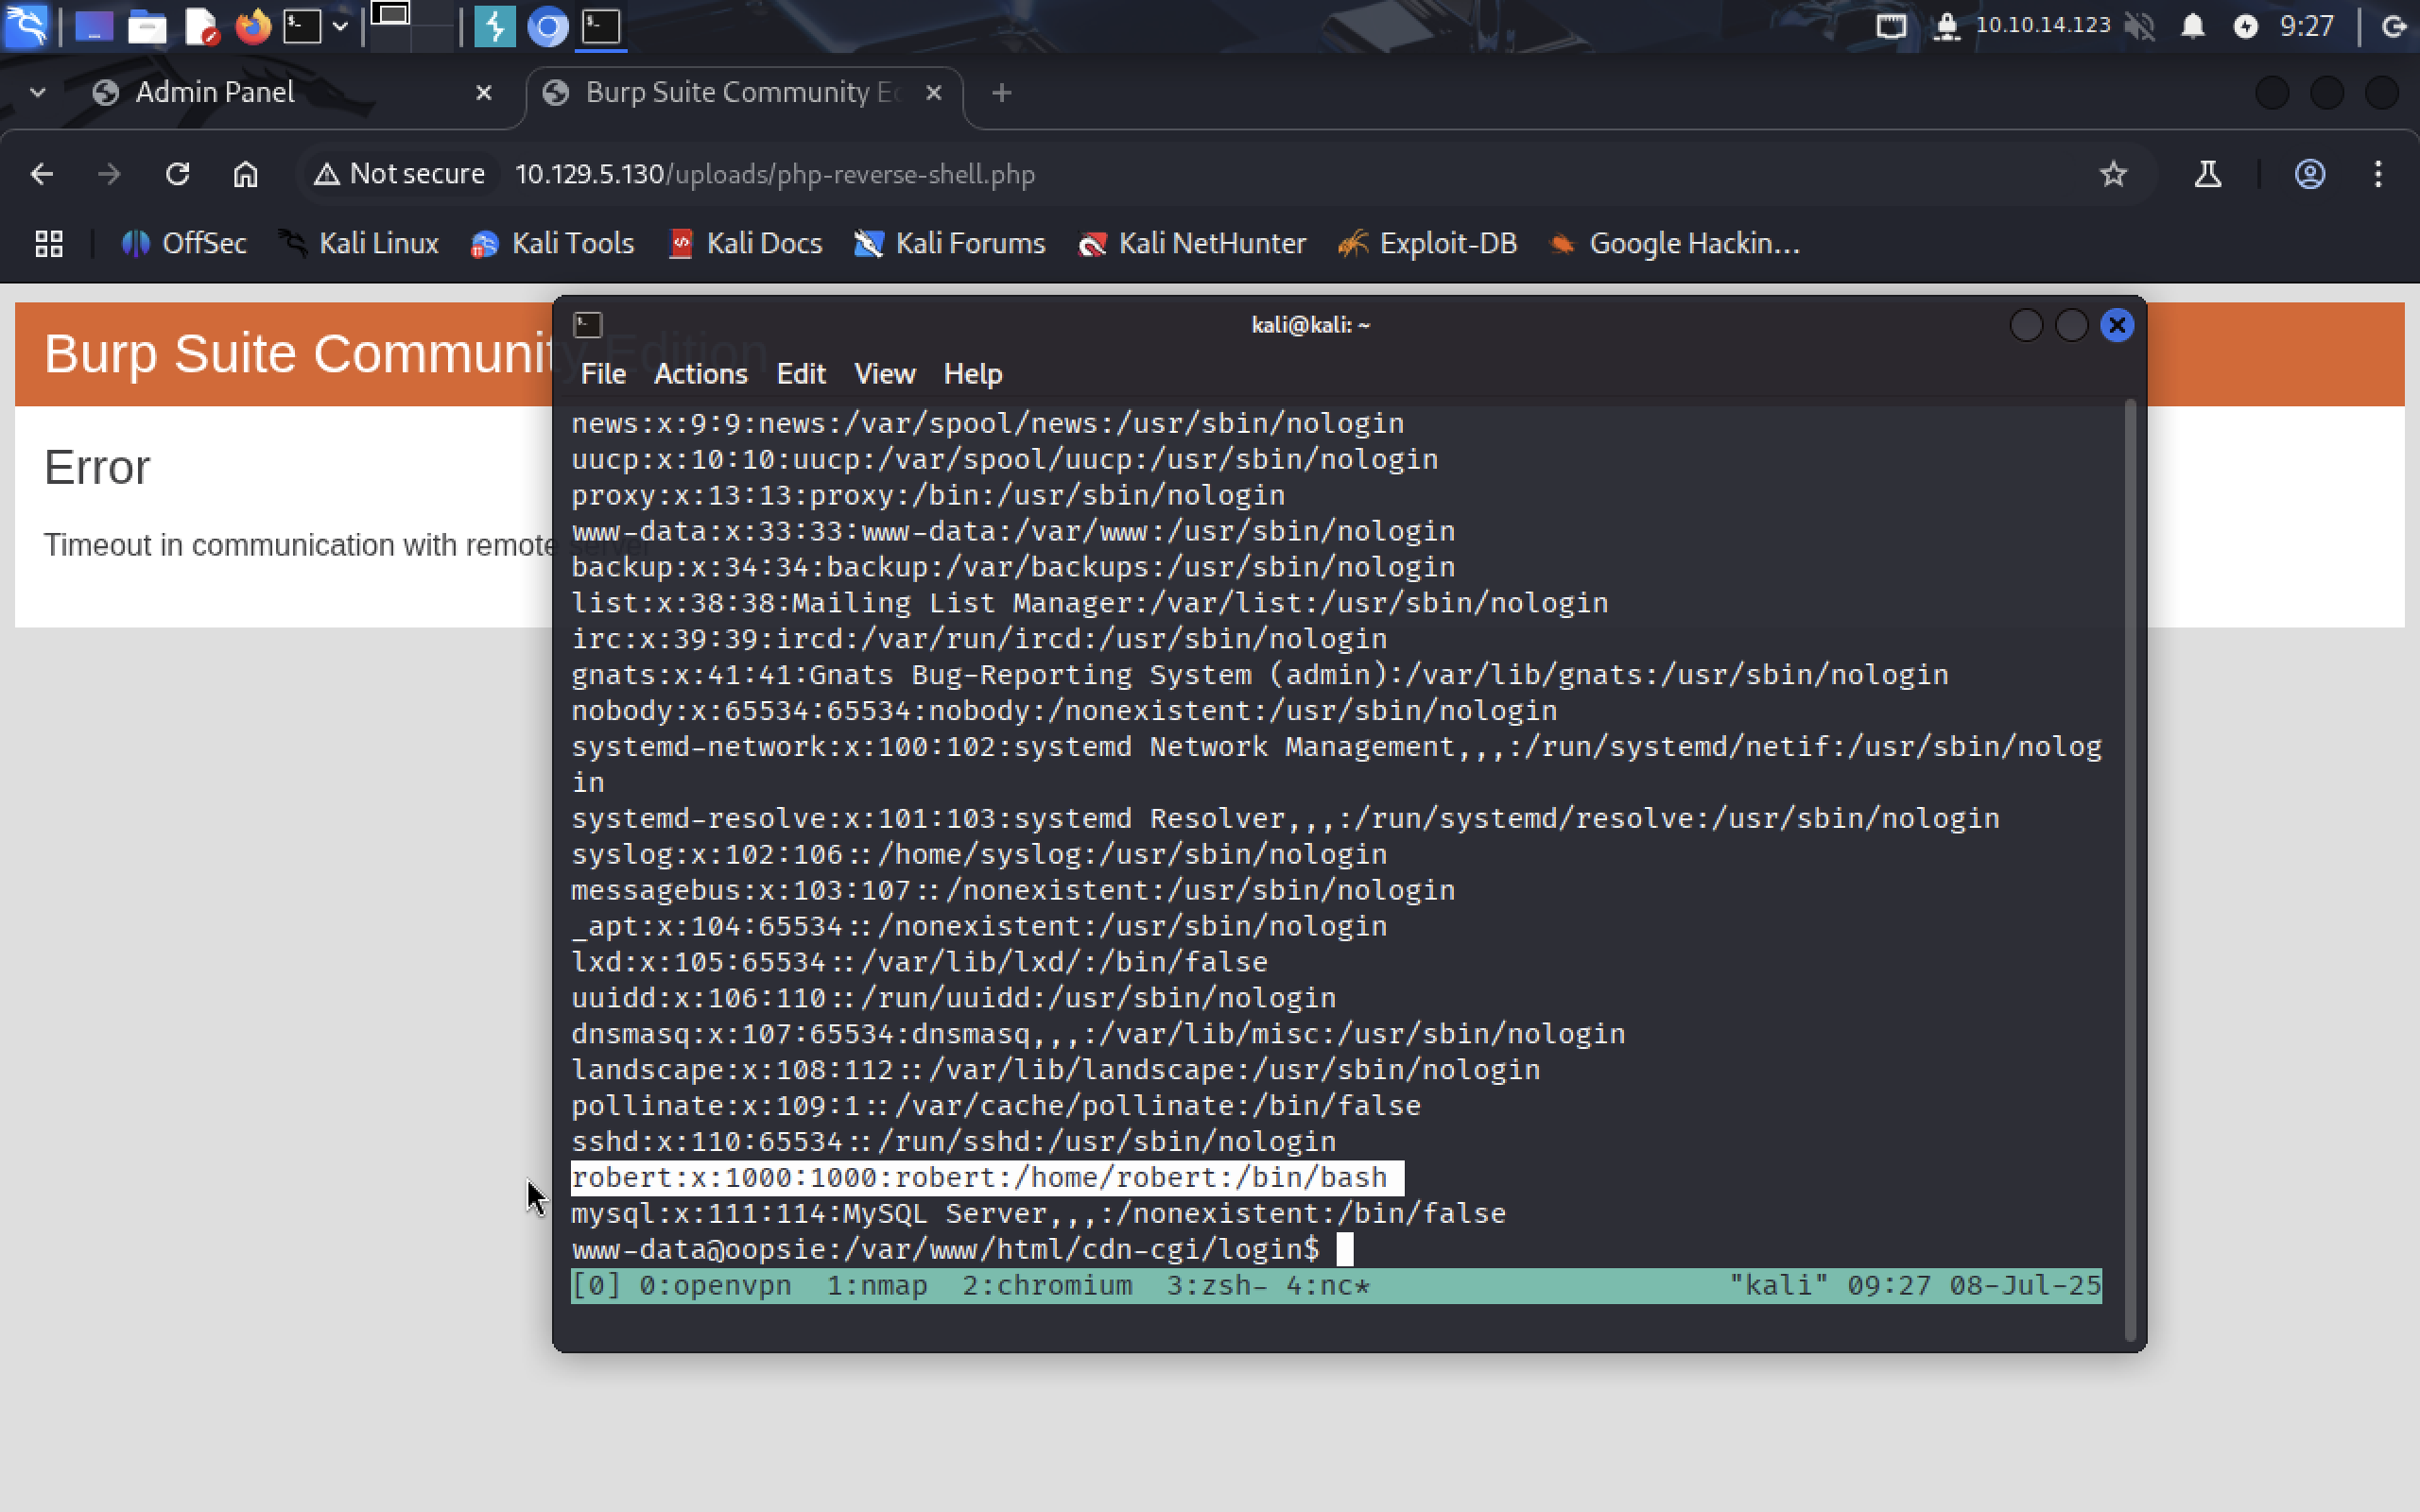 10.10.14.123
9:27
Admin Panel
Burp Suite Community Ed
Not secure
10.129.5.130/uploads/php-reverse-shell.php
OffSec
Kali Linux
Kali Tools
Kali Docs
Kali Forums
Kali NetHunter
Exploit-DB
Google Hackin...
Burp Suite Community Edition
Error
Timeout in communication with remote server
kali@kali: ~
File Actions Edit View Help
news:x:9:9:news:/var/spool/news:/usr/sbin/nologin
uucp:x:10:10:uucp:/var/spool/uucp:/usr/sbin/nologin
proxy:x:13:13:proxy:/bin:/usr/sbin/nologin
www-data:x:33:33:www-data:/var/www:/usr/sbin/nologin
backup:x:34:34:backup:/var/backups:/usr/sbin/nologin
list:x:38:38:Mailing List Manager:/var/list:/usr/sbin/nologin
irc:x:39:39:ircd:/var/run/ircd:/usr/sbin/nologin
gnats:x:41:41:Gnats Bug-Reporting System (admin):/var/lib/gnats:/usr/sbin/nologin
nobody:x:65534:65534:nobody:/nonexistent:/usr/sbin/nologin
systemd-network:x:100:102:systemd Network Management,,,:/run/systemd/netif:/usr/sbin/nolog
in
systemd-resolve:x:101:103:systemd Resolver,,,:/run/systemd/resolve:/usr/sbin/nologin
syslog:x:102:106::/home/syslog:/usr/sbin/nologin
messagebus:x:103:107::/nonexistent:/usr/sbin/nologin
_apt:x:104:65534::/nonexistent:/usr/sbin/nologin
lxd:x:105:65534::/var/lib/lxd/:/bin/false
uuidd:x:106:110::/run/uuidd:/usr/sbin/nologin
dnsmasq:x:107:65534:dnsmasq,,,:/var/lib/misc:/usr/sbin/nologin
landscape:x:108:112::/var/lib/landscape:/usr/sbin/nologin
pollinate:x:109:1::/var/cache/pollinate:/bin/false
sshd:x:110:65534::/run/sshd:/usr/sbin/nologin
robert:x:1000:1000:robert:/home/robert:/bin/bash
mysql:x:111:114:MySQL Server,,,:/nonexistent:/bin/false
www-data@oopsie:/var/www/html/cdn-cgi/login$
[0] 0:openvpn 1:nmap 2:chromium 3:zsh- 4:nc* "kali" 09:27 08-Jul-25